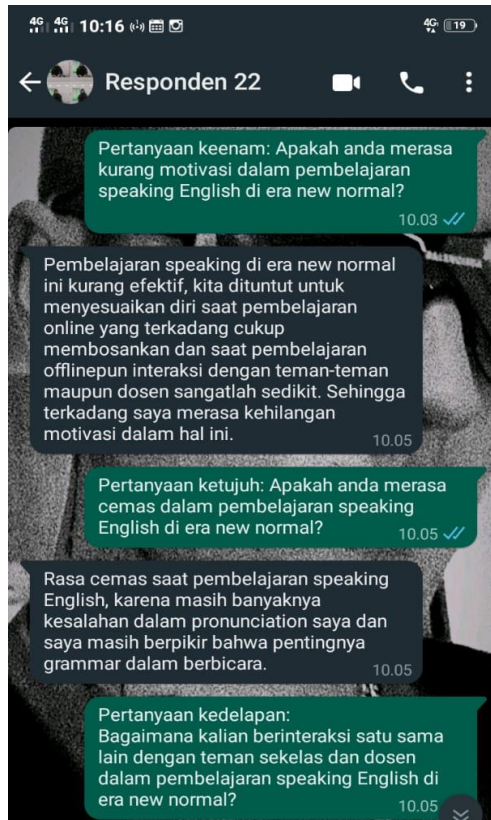 4G 4G 10:16 4G 19
Responden 22
Pertanyaan keenam: Apakah anda merasa
kurang motivasi dalam pembelajaran
speaking English di era new normal?
10.03
Pembelajaran speaking di era new normal
ini kurang efektif, kita dituntut untuk
menyesuaikan diri saat pembelajaran
online yang terkadang cukup
membosankan dan saat pembelajaran
offlinepun interaksi dengan teman-teman
maupun dosen sangatlah sedikit. Sehingga
terkadang saya merasa kehilangan
motivasi dalam hal ini.
10.05
Pertanyaan ketujuh: Apakah anda merasa
cemas dalam pembelajaran speaking
English di era new normal?
10.05
Rasa cemas saat pembelajaran speaking
English, karena masih banyaknya
kesalahan dalam pronunciation saya dan
saya masih berpikir bahwa pentingnya
grammar dalam berbicara.
10.05
Pertanyaan kedelapan:
Bagaimana kalian berinteraksi satu sama
lain dengan teman sekelas dan dosen
dalam pembelajaran speaking English di
era new normal?
10.05